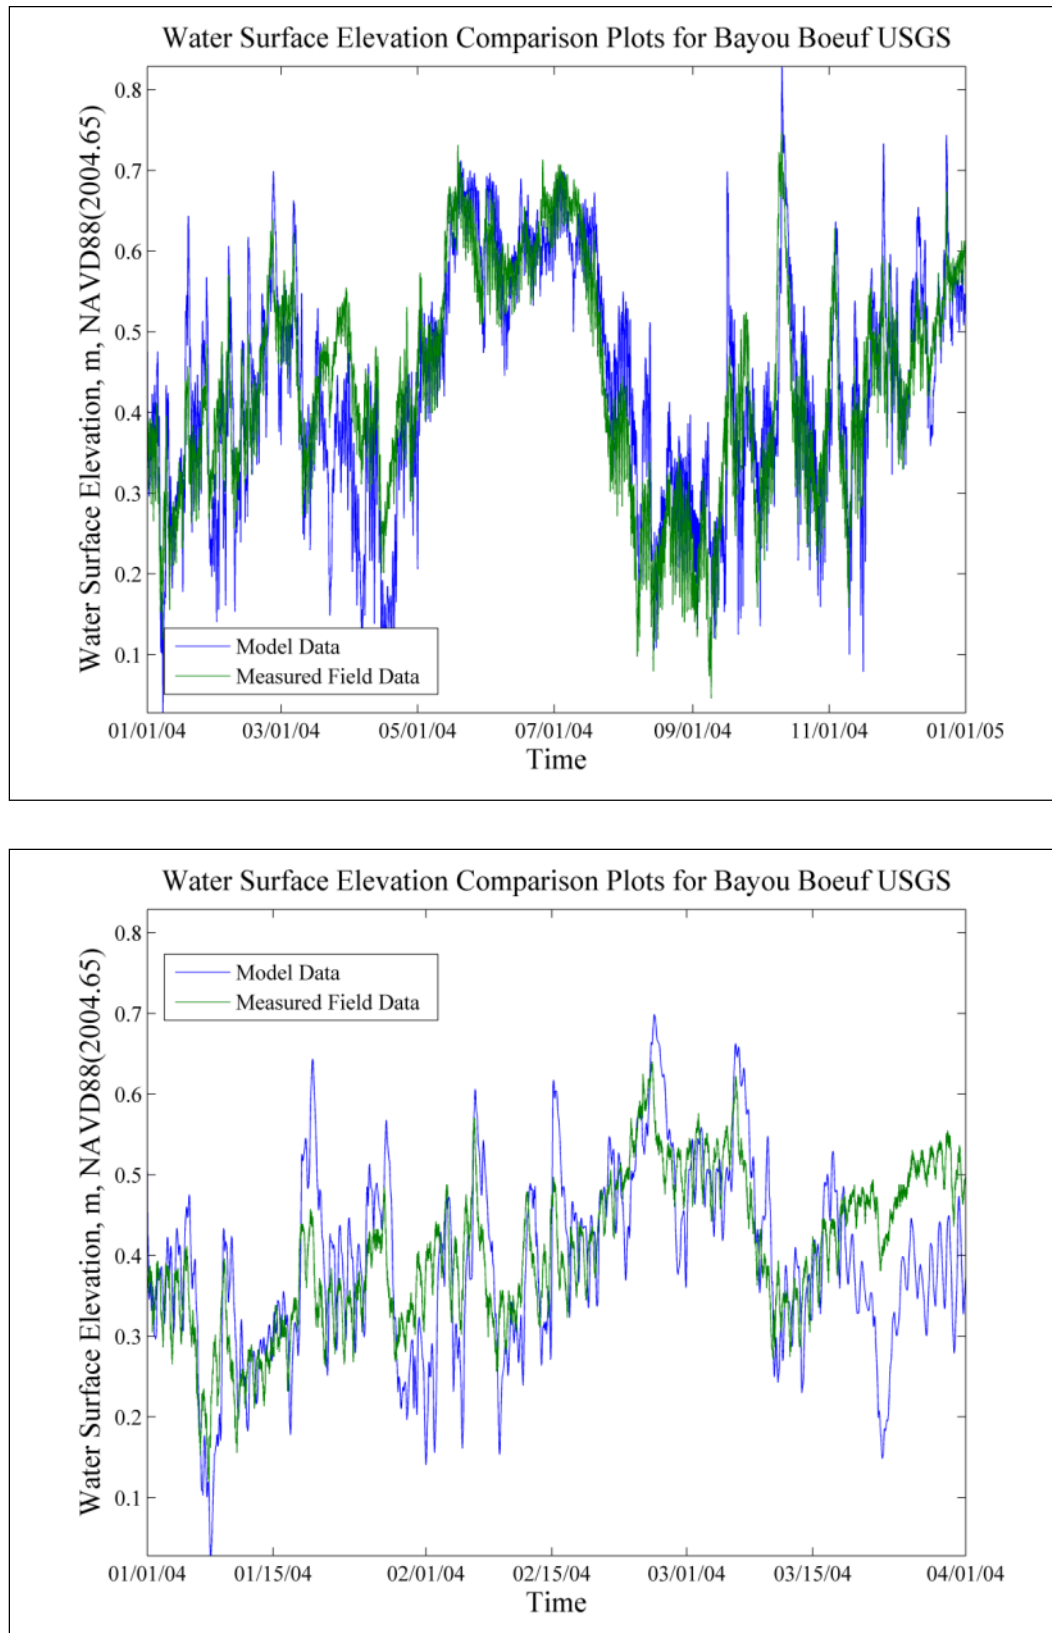 Water Surface Elevation Comparison Plots for Bayou Boeuf USGS
Water Surface Elevation, m, NAVD88(2004.65)
0.8
0.7
0.6
0.5
0.4
0.3
0.2
0.1
Model Data
Measured Field Data
01/01/04 03/01/04 05/01/04 07/01/04 09/01/04 11/01/04 01/01/05
Time
Water Surface Elevation Comparison Plots for Bayou Boeuf USGS
Water Surface Elevation, m, NAVD88(2004.65)
0.8
0.7
0.6
0.5
0.4
0.3
0.2
0.1
Model Data
Measured Field Data
01/01/04 01/15/04 02/01/04 02/15/04 03/01/04 03/15/04 04/01/04
Time